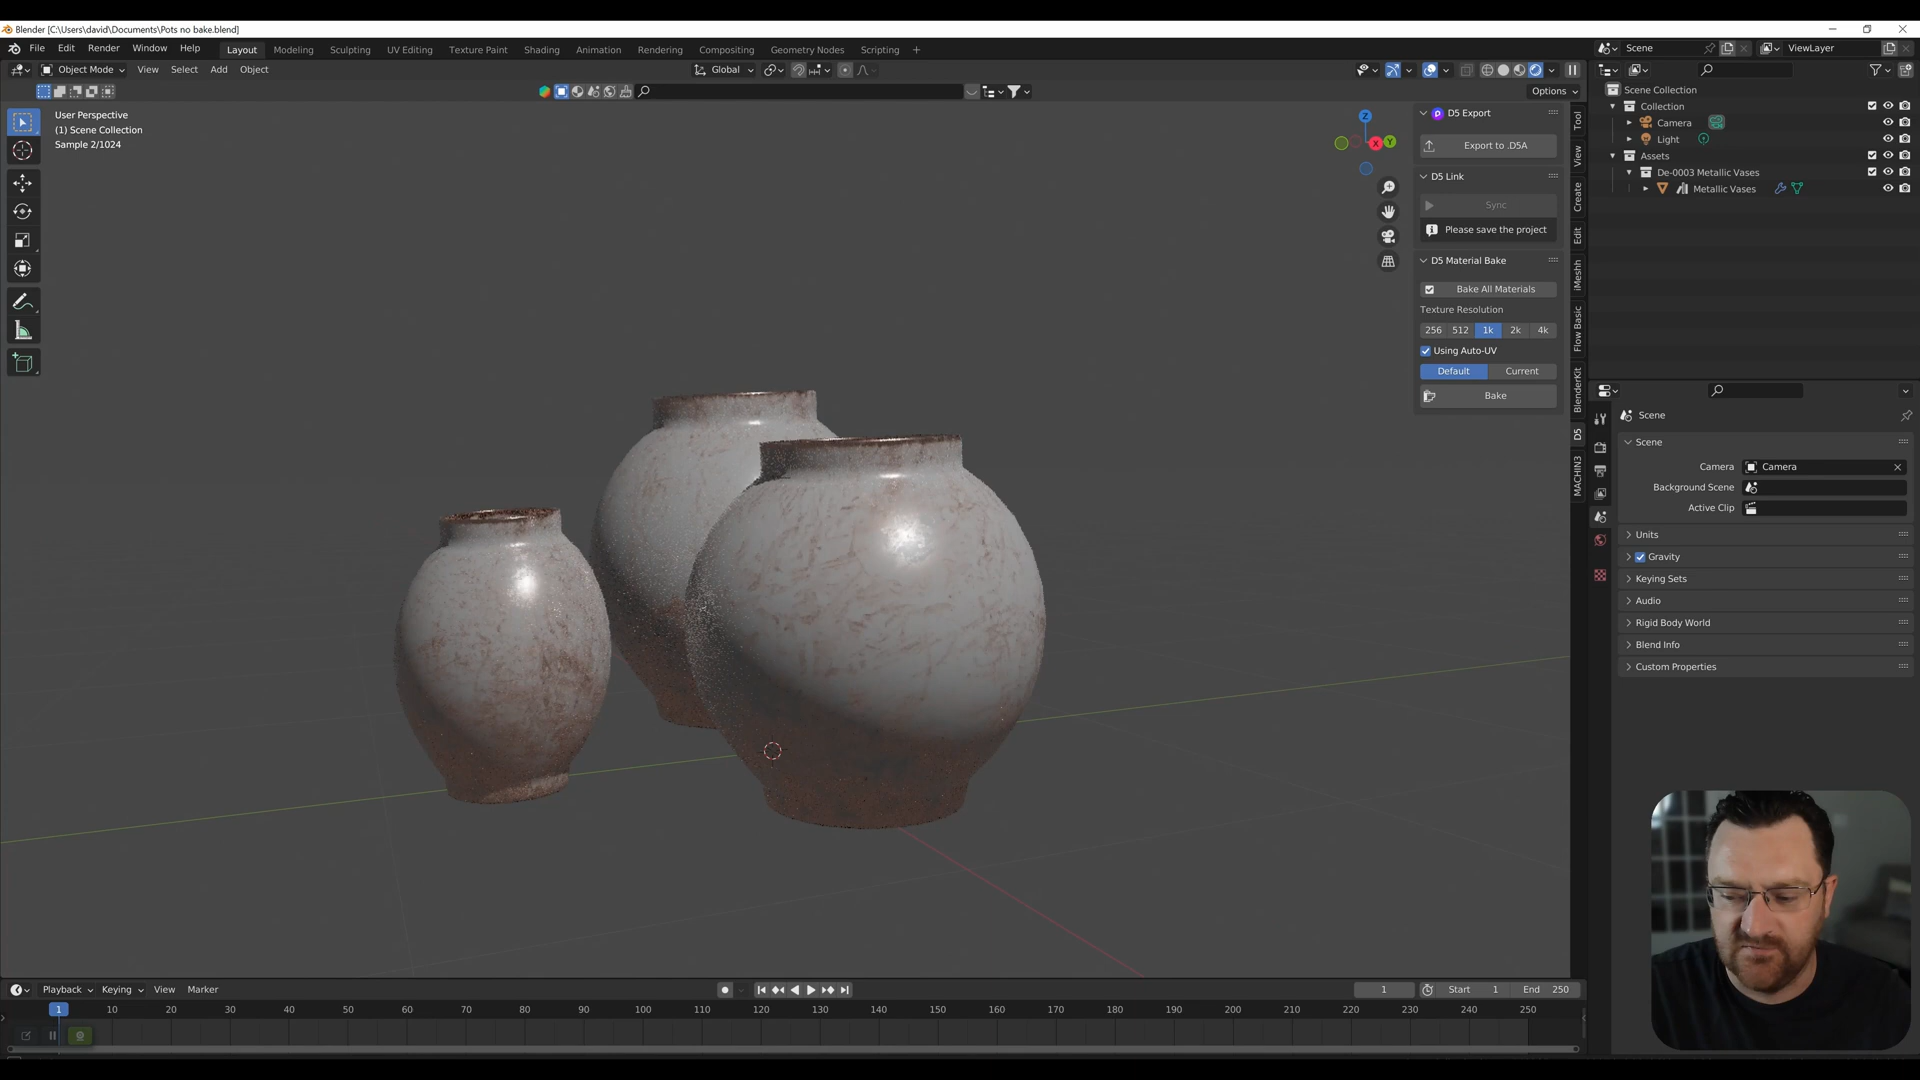 Blender [C:\Users\david\Documents\Pots no bake.blend]
File Edit Render Window Help Layout Modeling Sculpting UV Editing Texture Paint Shading Animation Rendering Compositing Geometry Nodes Scripting +
Scene ViewLayer
Object Mode View Select Add Object Global
Options
User Perspective
(1) Scene Collection
Sample 2/1024
Z
X
Y
D5 Export
Export to .D5A
D5 Link
Sync
Please save the project
D5 Material Bake
Bake All Materials
Texture Resolution
256 512 1k 2k 4k
Using Auto-UV
Default Current
Bake
Tool
View
Create
Edit
iMeshh
Flow Basic
BlenderKit
D5
MACHIN3
Scene Collection
Collection
Camera
Light
Assets
De-0003 Metallic Vases
Metallic Vases
Scene
Scene
Camera Camera
Background Scene
Active Clip
Units
Gravity
Keying Sets
Audio
Rigid Body World
Blend Info
Custom Properties
Playback Keying View Marker 1 Start 1 End 250
1 10 20 30 40 50 60 70 80 90 100 110 120 130 140 150 160 170 180 190 200 210 220 230 240 250